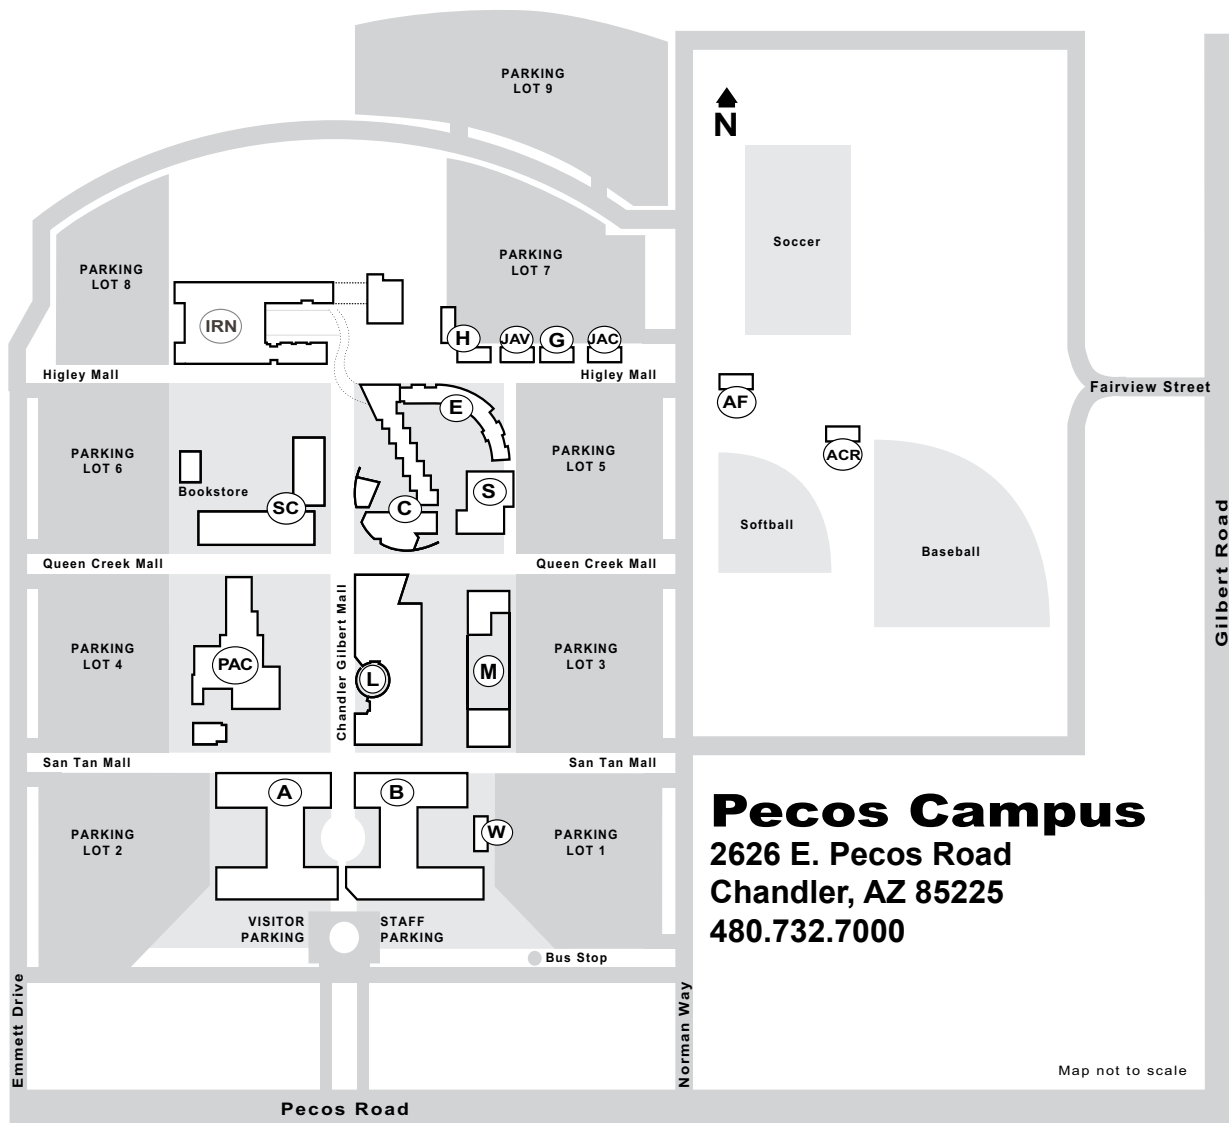 PARKING
LOT 9
N
Soccer
PARKING
LOT 8
PARKING
LOT 7
IRN
H
JAV
G
JAC
Higley Mall
Higley Mall
Fairview Street
AF
E
ACR
PARKING
LOT 6
PARKING
LOT 5
Bookstore
SC
C
S
Softball
Baseball
Gilbert Road
Queen Creek Mall
Queen Creek Mall
Chandler Gilbert Mall
PARKING
LOT 4
PAC
L
M
PARKING
LOT 3
San Tan Mall
San Tan Mall
A
B
W
PARKING
LOT 2
PARKING
LOT 1
Pecos Campus
2626 E. Pecos Road
Chandler, AZ 85225
480.732.7000
VISITOR
PARKING
STAFF
PARKING
Bus Stop
Emmett Drive
Norman Way
Map not to scale
Pecos Road